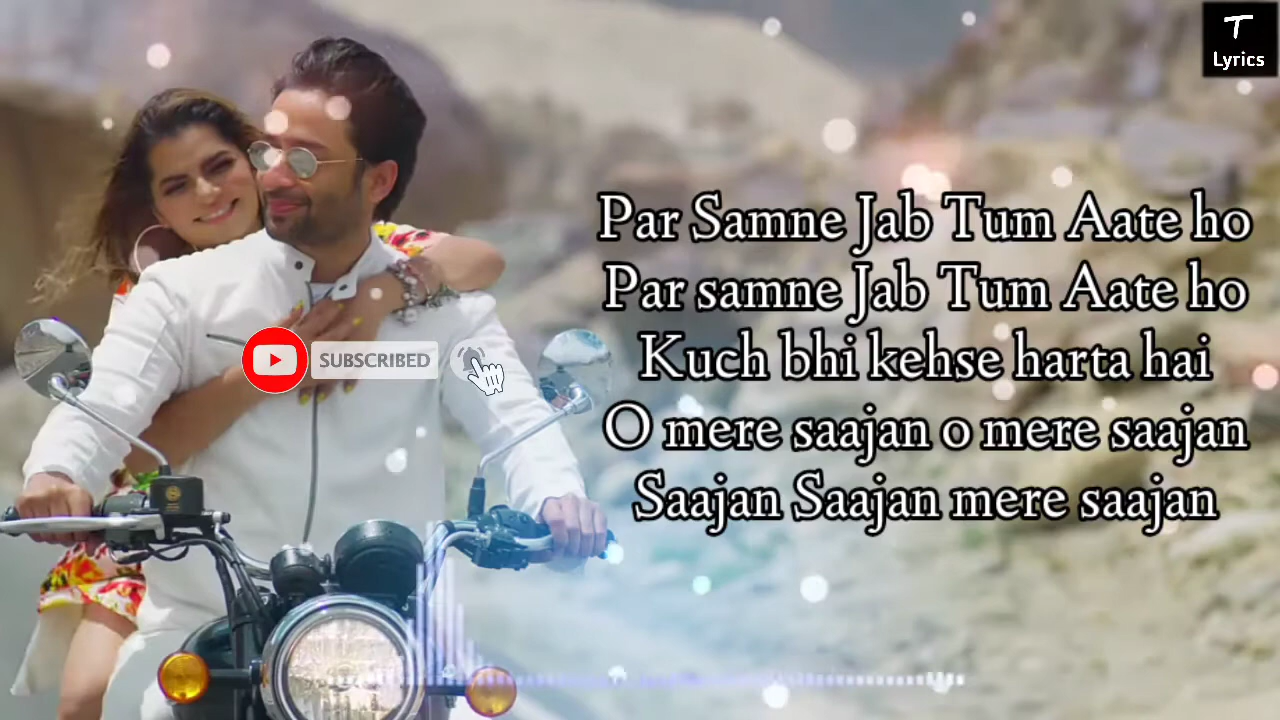 T
Lyrics
Par Samne Jab Tum Aate ho
Par samne Jab Tum Aate ho
Kuch bhi kehse harta hai
O mere saajan o mere saajan
Saajan Saajan mere saajan
SUBSCRIBED